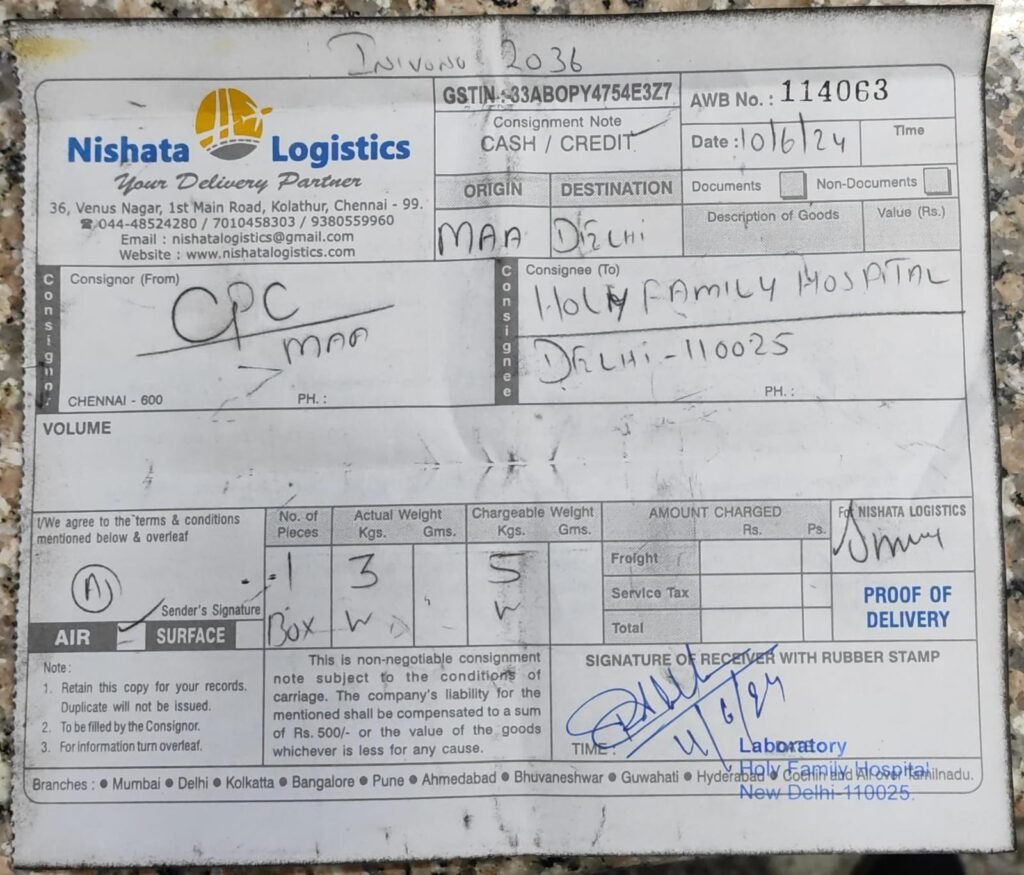 2036
GSTIN : 33ABOPY4754E3Z7
AWB No. : 114063
Nishata Logistics
Your Delivery Partner
Consignment Note
CASH / CREDIT
Date : 10/6/24
Time
36, Venus Nagar, 1st Main Road, Kolathur, Chennai - 99.
☎ 044-48524280 / 7010458303 / 9380559960
Email : nishatalogistics@gmail.com
Website : www.nishatalogistics.com
ORIGIN DESTINATION
MAA DELHI
Documents Non-Documents
Description of Goods Value (Rs.)
Consignor
Consignor (From)
CPC
MAA
CHENNAI - 600 PH. :
Consignee
Consignee (To)
HOLY FAMILY HOSPITAL
DELHI - 110025
PH. :
VOLUME
I/We agree to the terms & conditions
mentioned below & overleaf
A
Sender's Signature
AIR ✓ SURFACE
No. of Pieces
1
Box
Actual Weight
Kgs. Gms.
3
Chargeable Weight
Kgs. Gms.
5
AMOUNT CHARGED
Rs. Ps.
Freight
Service Tax
Total
For NISHATA LOGISTICS
PROOF OF
DELIVERY
Note :
1. Retain this copy for your records.
Duplicate will not be issued.
2. To be filled by the Consignor.
3. For information turn overleaf.
This is non-negotiable consignment
note subject to the conditions of
carriage. The company's liability for the
mentioned shall be compensated to a sum
of Rs. 500/- or the value of the goods
whichever is less for any cause.
SIGNATURE OF RECEIVER WITH RUBBER STAMP
11/6/24
TIME :
DATE:
Laboratory
Holy Family Hospital
New Delhi-110025.
Branches : ● Mumbai ● Delhi ● Kolkatta ● Bangalore ● Pune ● Ahmedabad ● Bhuvaneshwar ● Guwahati ● Hyderabad ● Cochin and All over Tamilnadu.